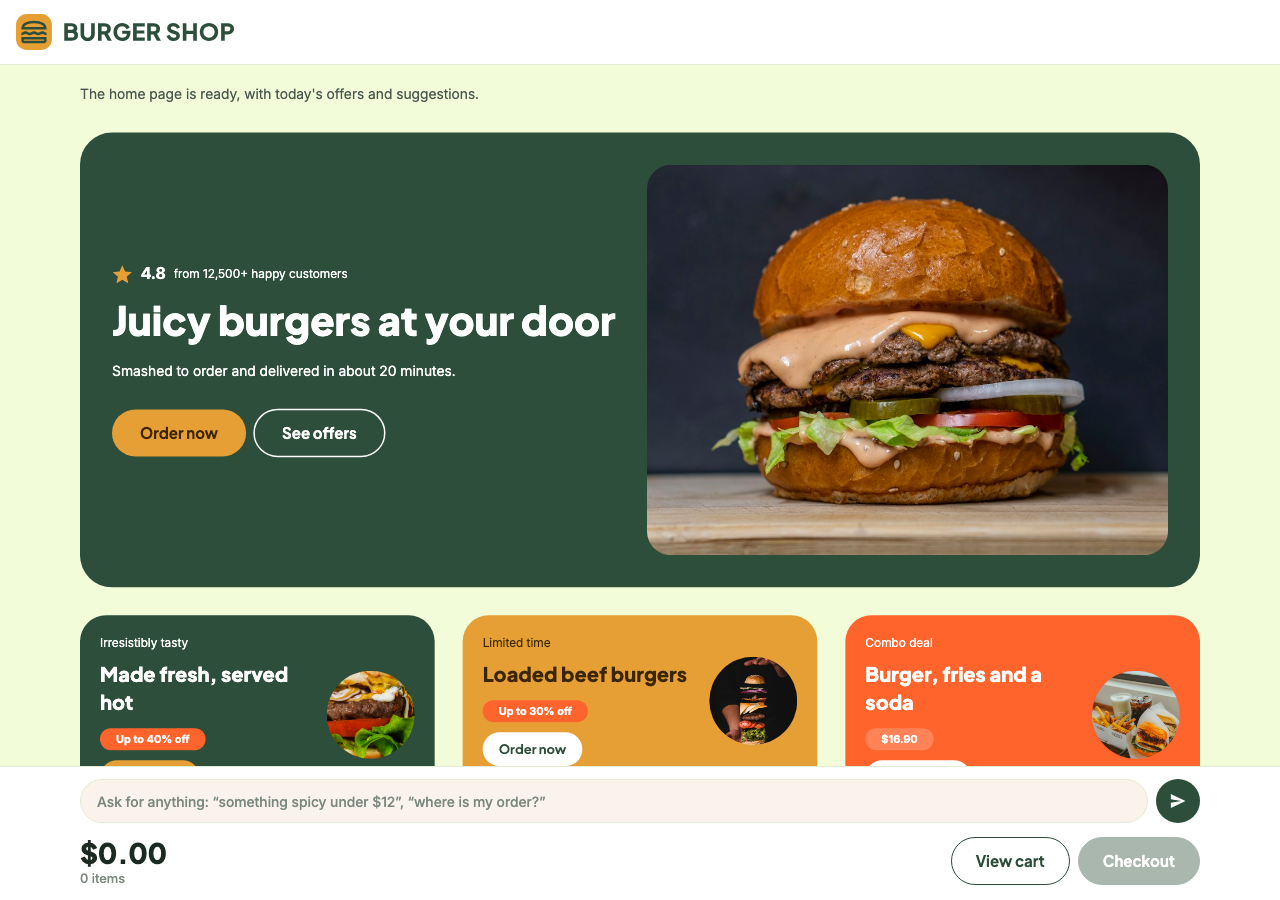 BURGER SHOP
The home page is ready, with today's offers and suggestions.
4.8 from 12,500+ happy customers
Juicy burgers at your door
Smashed to order and delivered in about 20 minutes.
Order now
See offers
Irresistibly tasty
Made fresh, served
hot
Up to 40% off
Limited time
Loaded beef burgers
Up to 30% off
Order now
Combo deal
Burger, fries and a
soda
$16.90
Ask for anything: “something spicy under $12”, “where is my order?”
$0.00
0 items
View cart
Checkout